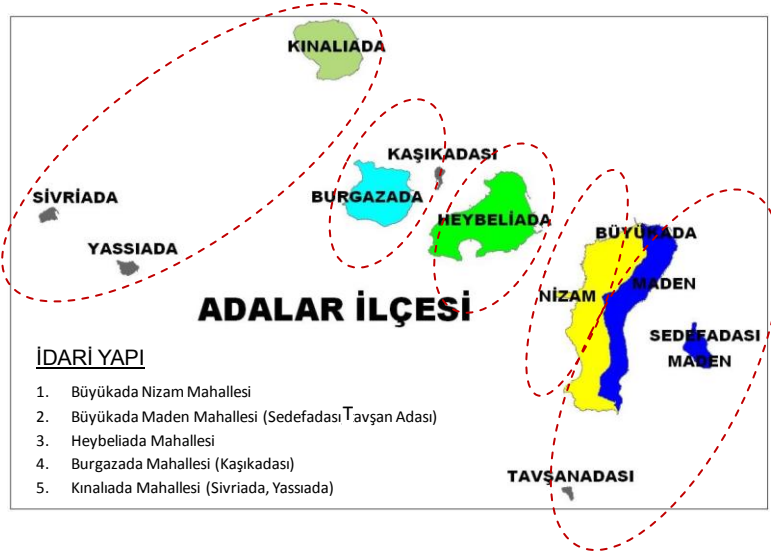 KINALIADA
KAŞIKADASI
SİVRİADA
BURGAZADA
HEYBELİADA
YASSIADA
BÜYÜKADA
MADEN
NİZAM
ADALAR İLÇESİ
SEDEFADASI
MADEN
İDARİ YAPI
1. Büyükada Nizam Mahallesi
2. Büyükada Maden Mahallesi (Sedefadası Tavşan Adası)
3. Heybeliada Mahallesi
4. Burgazada Mahallesi (Kaşıkadası)
5. Kınalıada Mahallesi (Sivriada, Yassıada)
TAVŞANADASI